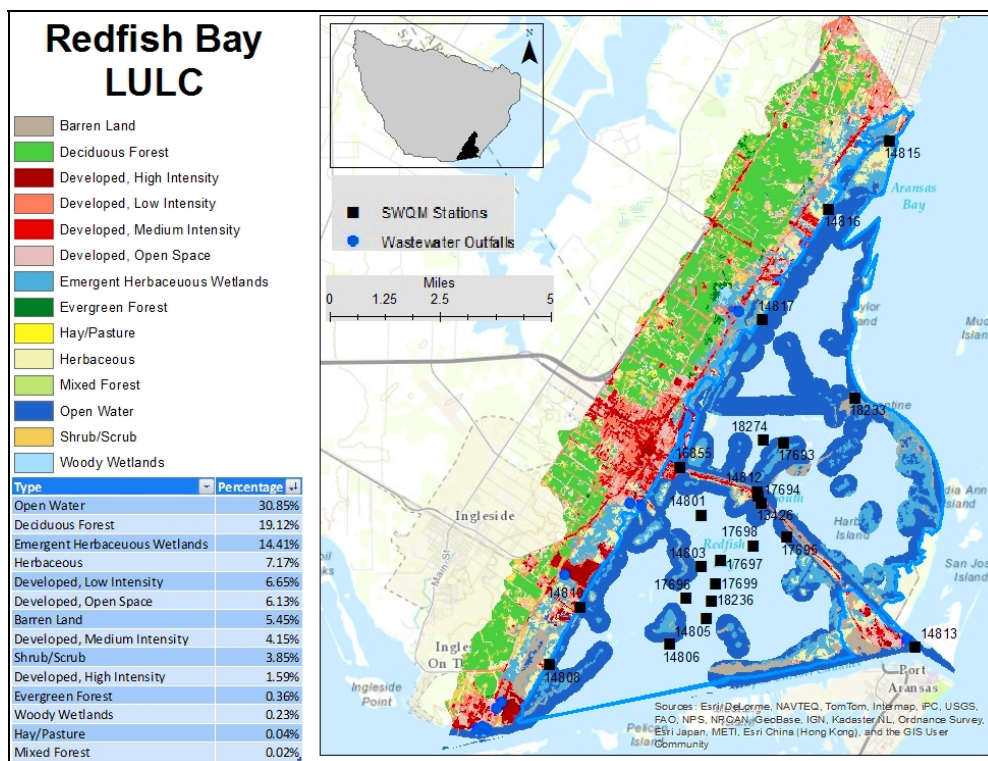 Redfish Bay
LULC
Barren Land
Deciduous Forest
Developed, High Intensity
Developed, Low Intensity
Developed, Medium Intensity
Developed, Open Space
Emergent Herbaceuous Wetlands
Evergreen Forest
Hay/Pasture
Herbaceous
Mixed Forest
Open Water
Shrub/Scrub
Woody Wetlands
Type Percentage
Open Water 30.85%
Deciduous Forest 19.12%
Emergent Herbaceuous Wetlands 14.41%
Herbaceous 7.17%
Developed, Low Intensity 6.65%
Developed, Open Space 6.13%
Barren Land 5.45%
Developed, Medium Intensity 4.15%
Shrub/Scrub 3.85%
Developed, High Intensity 1.59%
Evergreen Forest 0.36%
Woody Wetlands 0.23%
Hay/Pasture 0.04%
Mixed Forest 0.02%
N
SWQM Stations
Wastewater Outfalls
Miles
0 1.25 2.5 5
14815
Aransas
Bay
14816
14817
18233
18274
17693
16855
14812
17694
14801
13426
17695
Ingleside
Main St
17698
Redfish
14803
17697
17696
17699
18236
14810
14805
14806
14813
14808
Port
Aransas
Ingleside
Point
Pelican
Island
Harb
Island
San Jos
Island
Sources: Esri, DeLorme, NAVTEQ, TomTom, Intermap, iPC, USGS,
FAO, NPS, NRCAN, GeoBase, IGN, Kadaster NL, Ordnance Survey,
Esri Japan, METI, Esri China (Hong Kong), and the GIS User
Community